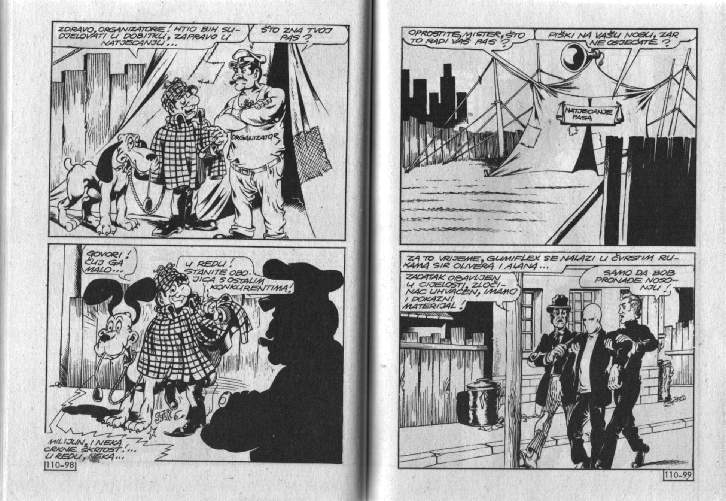 ZDRAVO, ORGANIZATORE! HTIO BIH SU-
DJELOVATI U DOBITKU, ZAPRAVO U
NATJECANJU...
ŠTO ZNA TVOJ
PAS?
ORGANIZATOR
GOVORI!
ČUJ GA
MALO...
U REDU!
STANITE OBO-
JICA S OSTALIM
KONKURENTIMA!
MILIJUN, I NEKA
CRKNE ŠKRTOST!...
U REDU, NEKA...
110-98
OPROSTITE, MISTER, ŠTO
TO RADI VAŠ PAS?
PIŠKI NA VAŠU NOGU, ZAR
NE OSJEĆATE?
NATJECANJE
PASA
ZA TO VRIJEME, GUMIFLEX SE NALAZI U ČVRSTIM RU-
KAMA SIR OLIVERA I ALANA...
ZADATAK OBAVLJEN
U CIJELOSTI, ZLOČI-
NAC UHVAĆEN, IMAMO
I DOKAZNI
MATERIJAL!
SAMO DA BOB
PRONAĐE NOSO-
NJU!
110-99